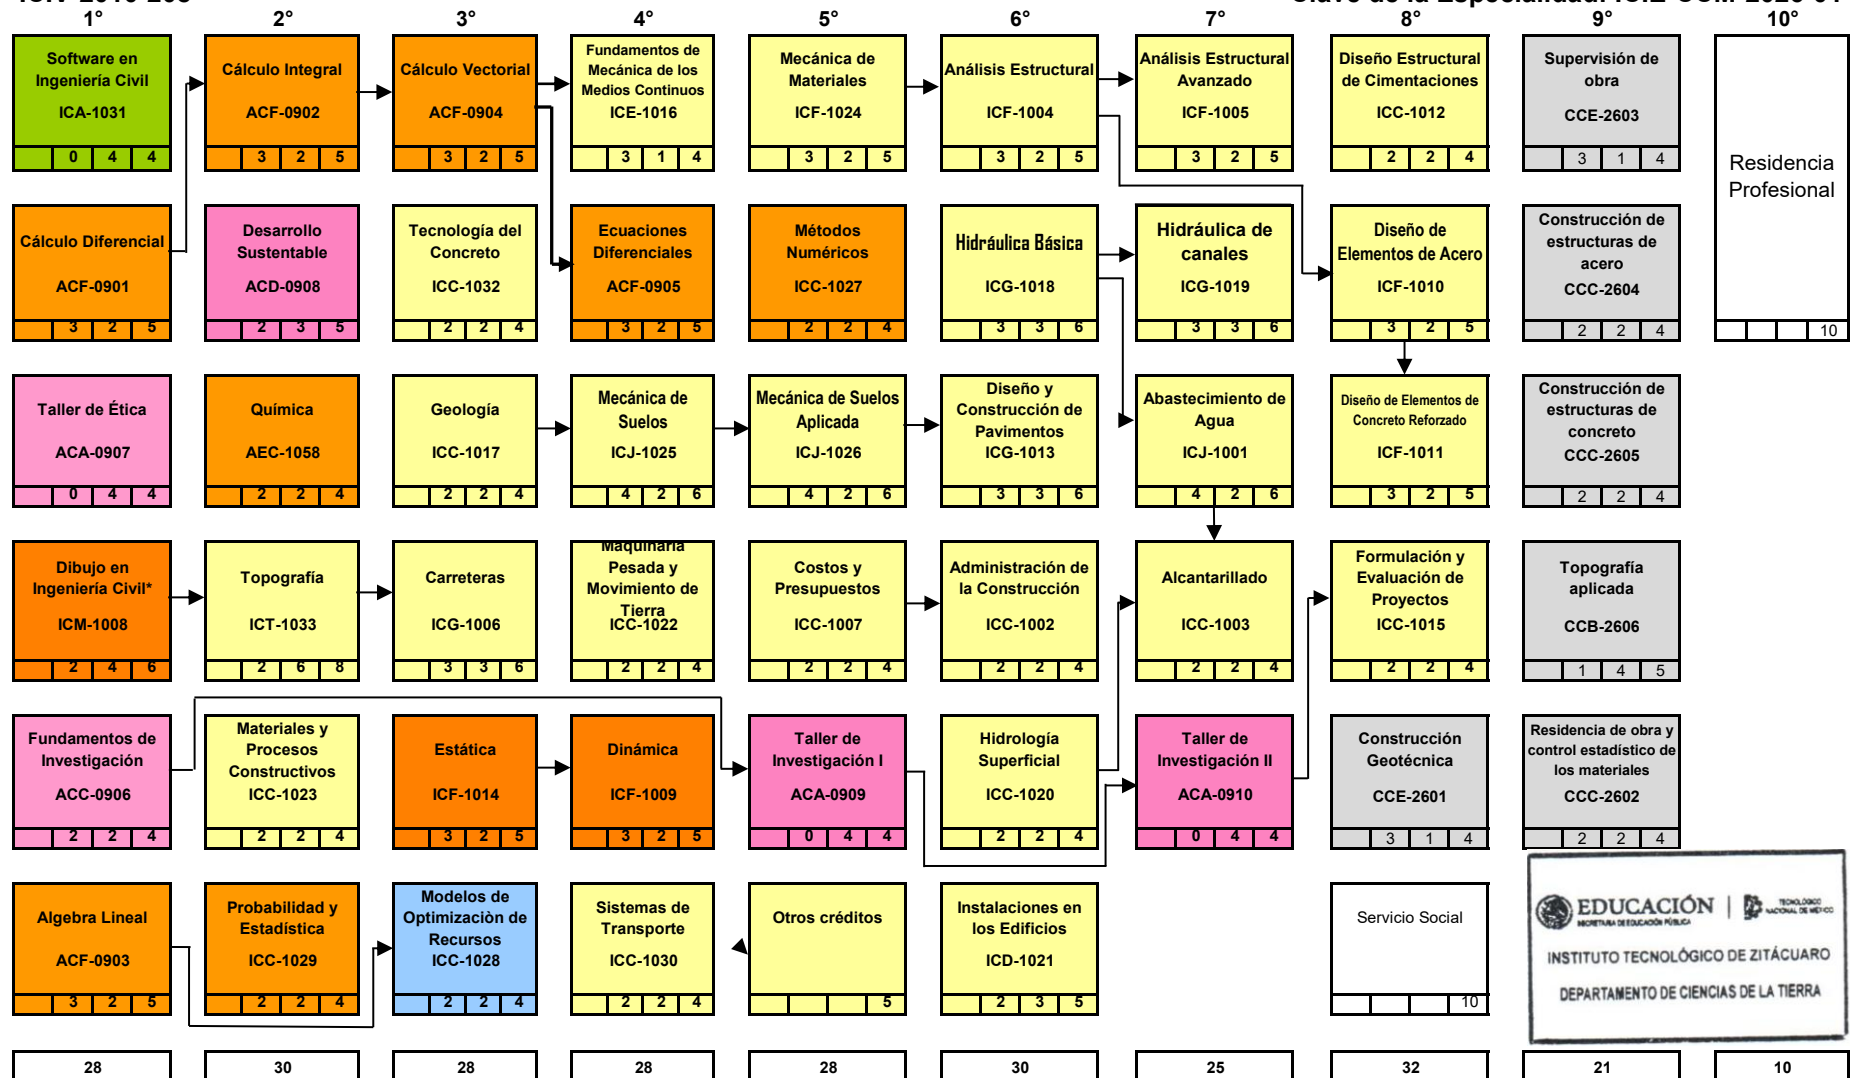 1°
2°
3°
4°
5°
6°
7°
8°
9°
10°
Software en
Ingeniería Civil
ICA-1031
0 4 4
Cálculo Integral
ACF-0902
3 2 5
Cálculo Vectorial
ACF-0904
3 2 5
Fundamentos de
Mecánica de los
Medios Continuos
ICE-1016
3 1 4
Mecánica de
Materiales
ICF-1024
3 2 5
Análisis Estructural
ICF-1004
3 2 5
Análisis Estructural
Avanzado
ICF-1005
3 2 5
Diseño Estructural
de Cimentaciones
ICC-1012
2 2 4
Supervisión de
obra
CCE-2603
3 1 4
Residencia
Profesional
10
Cálculo Diferencial
ACF-0901
3 2 5
Desarrollo
Sustentable
ACD-0908
2 3 5
Tecnología del
Concreto
ICC-1032
2 2 4
Ecuaciones
Diferenciales
ACF-0905
3 2 5
Métodos
Numéricos
ICC-1027
2 2 4
Hidráulica Básica
ICG-1018
3 3 6
Hidráulica de
canales
ICG-1019
3 3 6
Diseño de
Elementos de Acero
ICF-1010
3 2 5
Construcción de
estructuras de
acero
CCC-2604
2 2 4
Taller de Ética
ACA-0907
0 4 4
Química
AEC-1058
2 2 4
Geología
ICC-1017
2 2 4
Mecánica de
Suelos
ICJ-1025
4 2 6
Mecánica de Suelos
Aplicada
ICJ-1026
4 2 6
Diseño y
Construcción de
Pavimentos
ICG-1013
3 3 6
Abastecimiento de
Agua
ICJ-1001
4 2 6
Diseño de Elementos de
Concreto Reforzado
ICF-1011
3 2 5
Construcción de
estructuras de
concreto
CCC-2605
2 2 4
Dibujo en
Ingeniería Civil*
ICM-1008
2 4 6
Topografía
ICT-1033
2 6 8
Carreteras
ICG-1006
3 3 6
Maquinaria
Pesada y
Movimiento de
Tierra
ICC-1022
2 2 4
Costos y
Presupuestos
ICC-1007
2 2 4
Administración de
la Construcción
ICC-1002
2 2 4
Alcantarillado
ICC-1003
2 2 4
Formulación y
Evaluación de
Proyectos
ICC-1015
2 2 4
Topografía
aplicada
CCB-2606
1 4 5
Fundamentos de
Investigación
ACC-0906
2 2 4
Materiales y
Procesos
Constructivos
ICC-1023
2 2 4
Estática
ICF-1014
3 2 5
Dinámica
ICF-1009
3 2 5
Taller de
Investigación I
ACA-0909
0 4 4
Hidrología
Superficial
ICC-1020
2 2 4
Taller de
Investigación II
ACA-0910
0 4 4
Construcción
Geotécnica
CCE-2601
3 1 4
Residencia de obra y
control estadístico de
los materiales
CCC-2602
2 2 4
Algebra Lineal
ACF-0903
3 2 5
Probabilidad y
Estadística
ICC-1029
2 2 4
Modelos de
Optimizaciòn de
Recursos
ICC-1028
2 2 4
Sistemas de
Transporte
ICC-1030
2 2 4
Otros créditos
5
Instalaciones en
los Edificios
ICD-1021
2 3 5
Servicio Social
10
EDUCACIÓN
SECRETARÍA DE EDUCACIÓN PÚBLICA
TECNOLÓGICO
NACIONAL DE MÉXICO
INSTITUTO TECNOLÓGICO DE ZITÁCUARO
DEPARTAMENTO DE CIENCIAS DE LA TIERRA
28
30
28
28
28
30
25
32
21
10